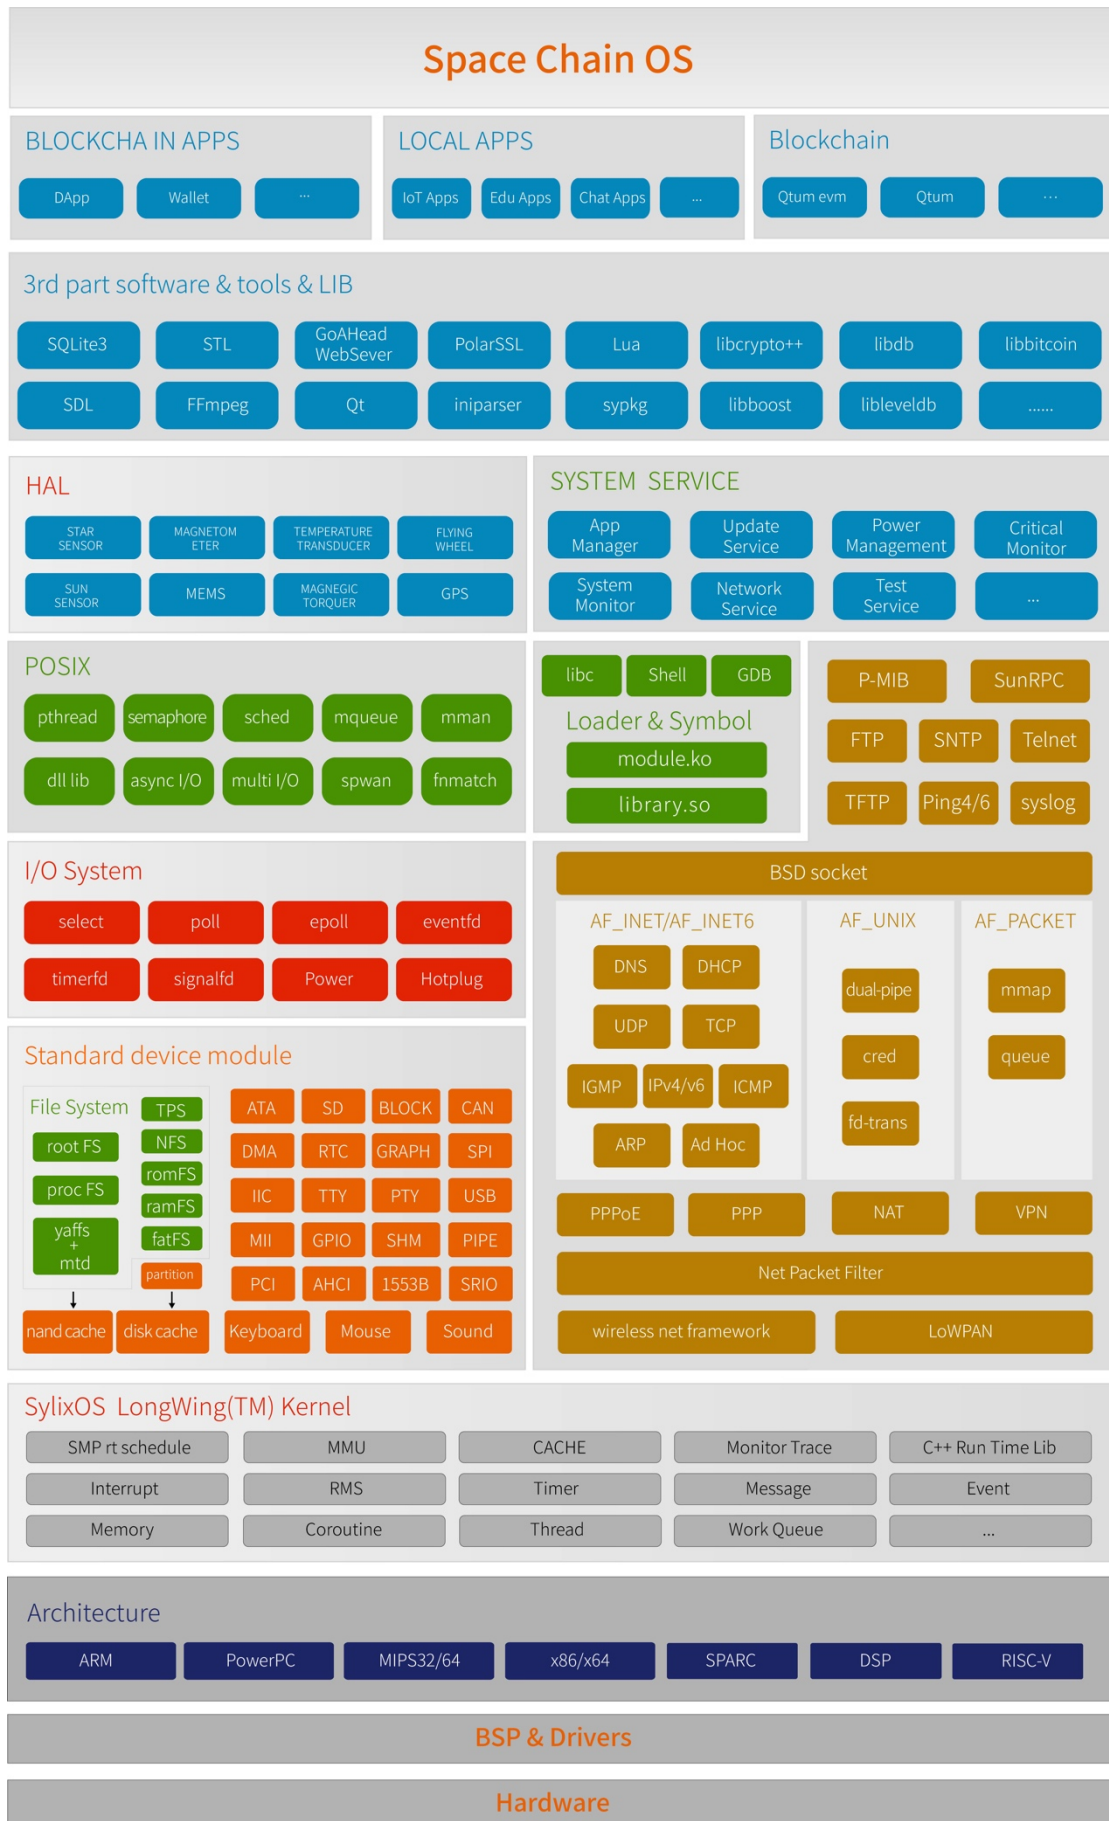 Space Chain OS
BLOCKCHA IN APPS
DApp
Wallet
...
LOCAL APPS
IoT Apps
Edu Apps
Chat Apps
...
Blockchain
Qtum evm
Qtum
...
3rd part software & tools & LIB
SQLite3
STL
GoAHead
WebSever
PolarSSL
Lua
libcrypto++
libdb
libbitcoin
SDL
FFmpeg
Qt
iniparser
sypkg
libboost
libleveldb
......
HAL
STAR
SENSOR
MAGNETOM
ETER
TEMPERATURE
TRANSDUCER
FLYING
WHEEL
SUN
SENSOR
MEMS
MAGNEGIC
TORQUER
GPS
SYSTEM SERVICE
App
Manager
Update
Service
Power
Management
Critical
Monitor
System
Monitor
Network
Service
Test
Service
...
POSIX
pthread
semaphore
sched
mqueue
mman
dll lib
async I/O
multi I/O
spwan
fnmatch
libc
Shell
GDB
Loader & Symbol
module.ko
library.so
P-MIB
SunRPC
FTP
SNTP
Telnet
TFTP
Ping4/6
syslog
I/O System
select
poll
epoll
eventfd
timerfd
signalfd
Power
Hotplug
BSD socket
AF_INET/AF_INET6
DNS
DHCP
UDP
TCP
IGMP
IPv4/v6
ICMP
ARP
Ad Hoc
AF_UNIX
dual-pipe
cred
fd-trans
AF_PACKET
mmap
queue
PPPoE
PPP
NAT
VPN
Net Packet Filter
wireless net framework
LoWPAN
Standard device module
File System
root FS
proc FS
yaffs
+
mtd
TPS
NFS
romFS
ramFS
fatFS
partition
nand cache
disk cache
ATA
SD
BLOCK
CAN
DMA
RTC
GRAPH
SPI
IIC
TTY
PTY
USB
MII
GPIO
SHM
PIPE
PCI
AHCI
1553B
SRIO
Keyboard
Mouse
Sound
SylixOS LongWing(TM) Kernel
SMP rt schedule
MMU
CACHE
Monitor Trace
C++ Run Time Lib
Interrupt
RMS
Timer
Message
Event
Memory
Coroutine
Thread
Work Queue
...
Architecture
ARM
PowerPC
MIPS32/64
x86/x64
SPARC
DSP
RISC-V
BSP & Drivers
Hardware